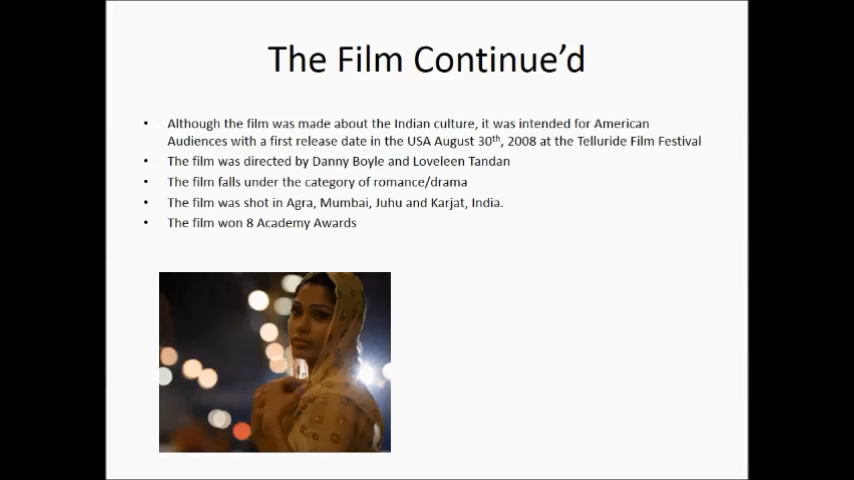 The Film Continue’d
• Although the film was made about the Indian culture, it was intended for American
Audiences with a first release date in the USA August 30th, 2008 at the Telluride Film Festival
• The film was directed by Danny Boyle and Loveleen Tandan
• The film falls under the category of romance/drama
• The film was shot in Agra, Mumbai, Juhu and Karjat, India.
• The film won 8 Academy Awards